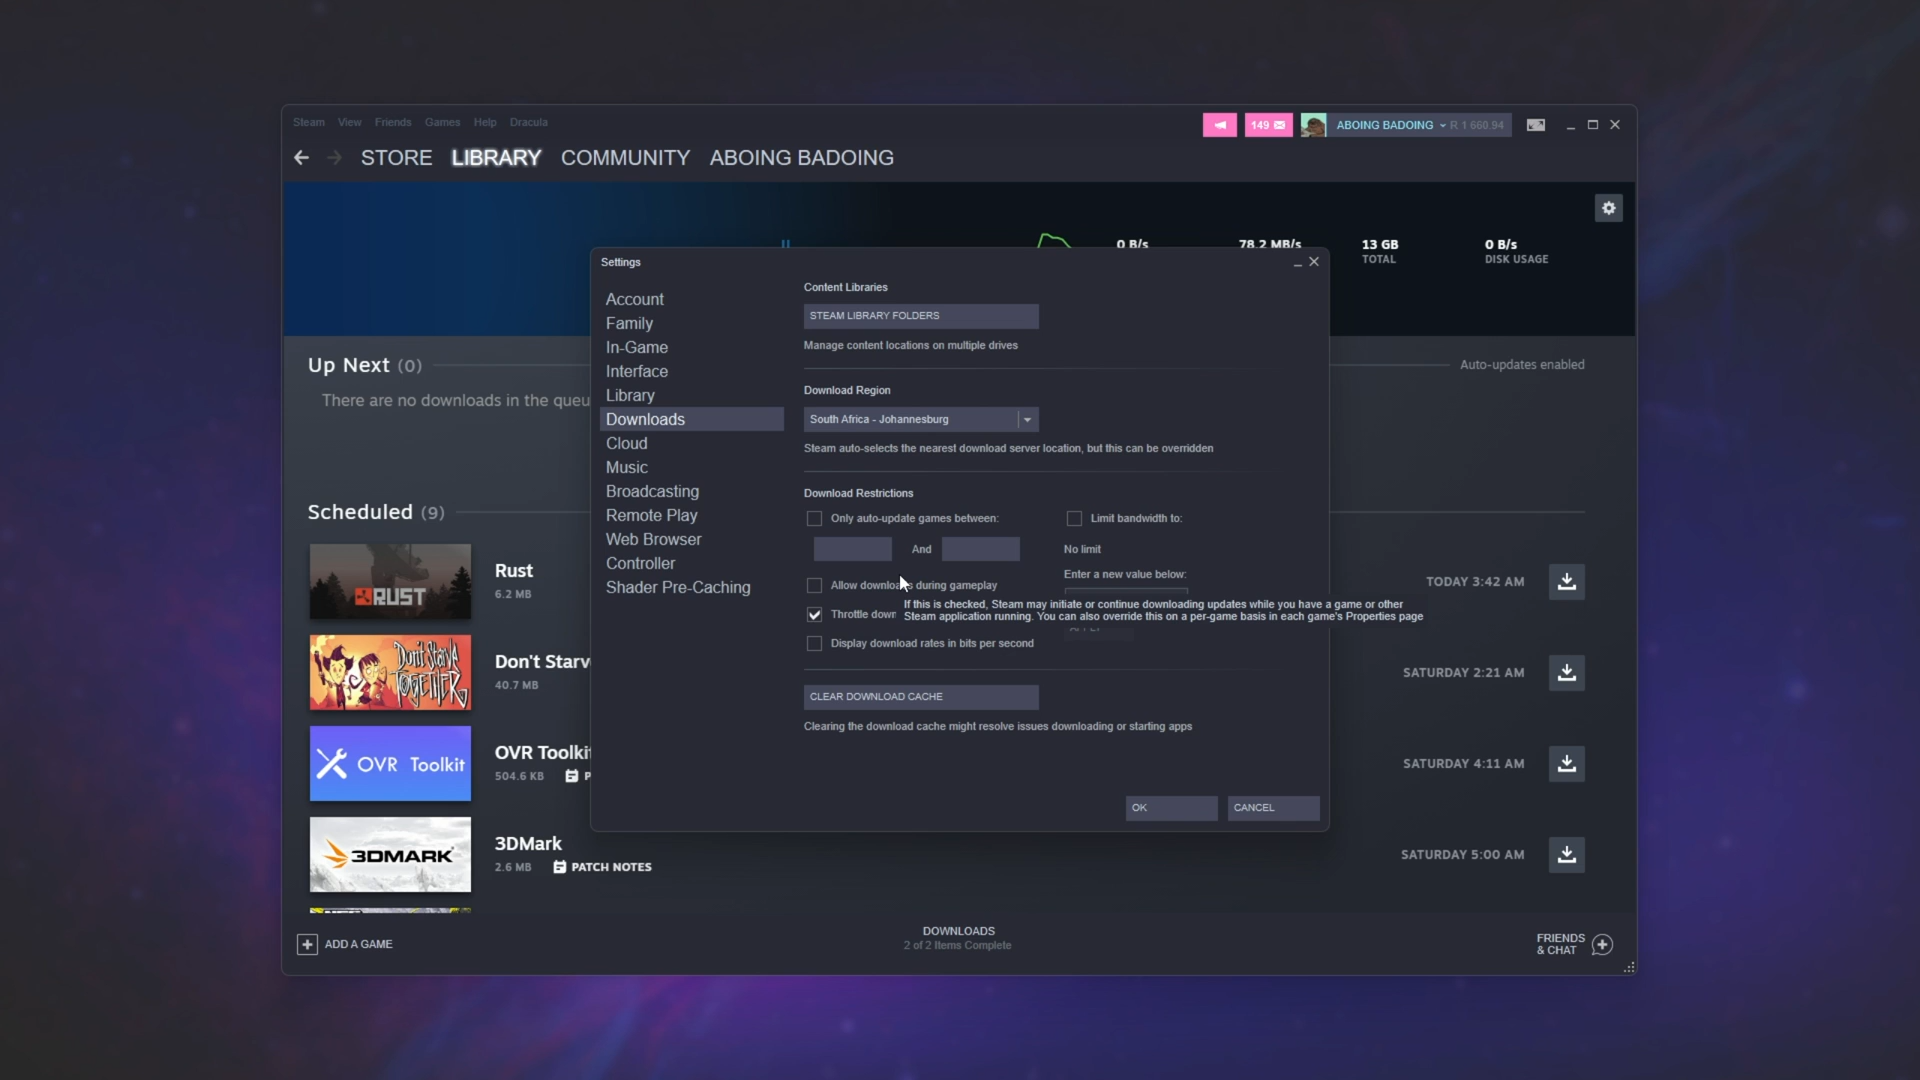 Steam View Friends Games Help Dracula
149
ABOING BADOING R 1 660.94
STORE LIBRARY COMMUNITY ABOING BADOING
0 B/s 78.2 MB/s 13 GB 0 B/s
TOTAL DISK USAGE
Settings
Account
Family
In-Game
Interface
Library
Downloads
Cloud
Music
Broadcasting
Remote Play
Web Browser
Controller
Shader Pre-Caching
Content Libraries
STEAM LIBRARY FOLDERS
Manage content locations on multiple drives
Download Region
South Africa - Johannesburg
Steam auto-selects the nearest download server location, but this can be overridden
Download Restrictions
Only auto-update games between:
And
Allow downloads during gameplay
Throttle down
Display download rates in bits per second
Limit bandwidth to:
No limit
Enter a new value below:
If this is checked, Steam may initiate or continue downloading updates while you have a game or other
Steam application running. You can also override this on a per-game basis in each game's Properties page
CLEAR DOWNLOAD CACHE
Clearing the download cache might resolve issues downloading or starting apps
OK CANCEL
Up Next (0)
Auto-updates enabled
There are no downloads in the queu
Scheduled (9)
RUST
Rust
6.2 MB
TODAY 3:42 AM
Don't Starve
TOGETHER
Don't Starv
40.7 MB
SATURDAY 2:21 AM
OVR Toolkit
OVR Toolkit
504.6 KB P
SATURDAY 4:11 AM
3DMARK
3DMark
2.6 MB PATCH NOTES
SATURDAY 5:00 AM
ADD A GAME
DOWNLOADS
2 of 2 Items Complete
FRIENDS
& CHAT